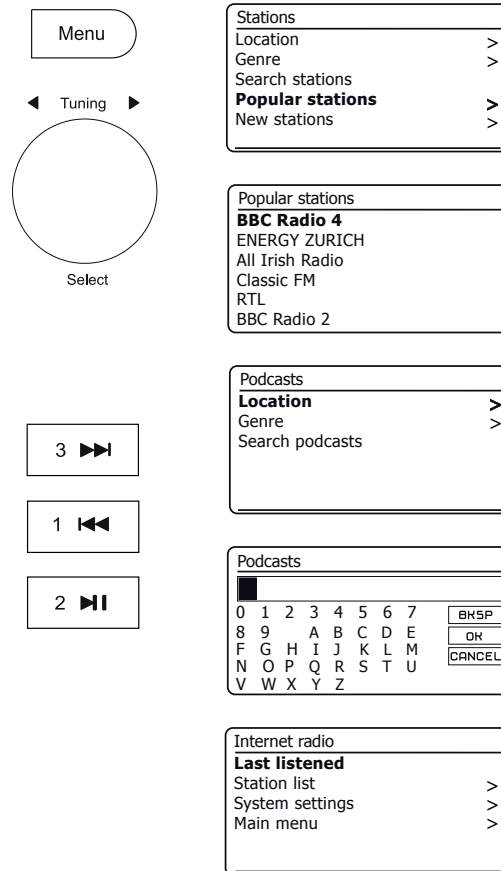 Menu
◄ Tuning ►
Select
3 ►►I
1 I◄◄
2 ►II
Stations
Location >
Genre >
Search stations
Popular stations >
New stations >
Popular stations
BBC Radio 4
ENERGY ZURICH
All Irish Radio
Classic FM
RTL
BBC Radio 2
Podcasts
Location >
Genre >
Search podcasts
Podcasts
0 1 2 3 4 5 6 7 BKSP
8 9 A B C D E OK
F G H I J K L M CANCEL
N O P Q R S T U
V W X Y Z
Internet radio
Last listened
Station list >
System settings >
Main menu >